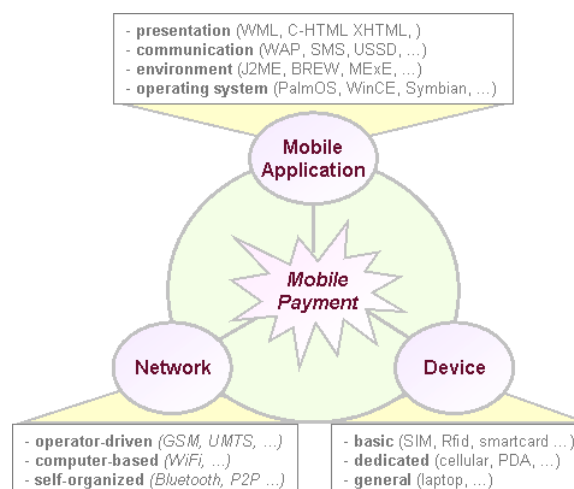 - presentation (WML, C-HTML XHTML, )
- communication (WAP, SMS, USSD, ...)
- environment (J2ME, BREW, MExE, ...)
- operating system (PalmOS, WinCE, Symbian, ...)
Mobile
Application
Mobile
Payment
Network
Device
- operator-driven (GSM, UMTS, ...)
- computer-based (WiFi, ...)
- self-organized (Bluetooth, P2P ...)
- basic (SIM, Rfid, smartcard ...)
- dedicated (cellular, PDA, ...)
- general (laptop, ...)